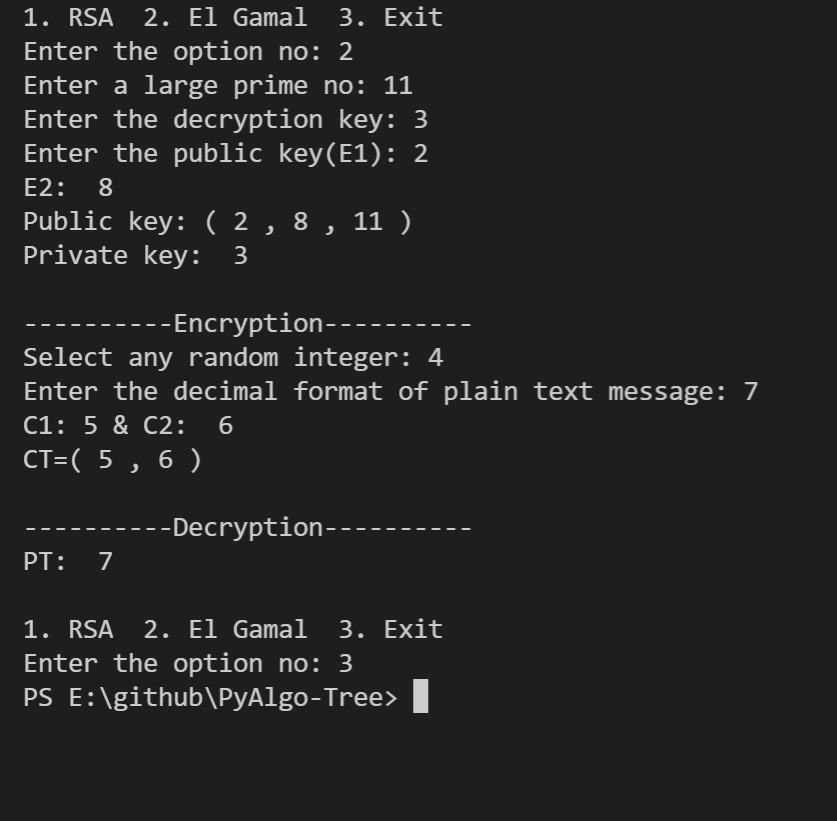 1. RSA  2. El Gamal  3. Exit
Enter the option no: 2
Enter a large prime no: 11
Enter the decryption key: 3
Enter the public key(E1): 2
E2:  8
Public key: ( 2 , 8 , 11 )
Private key:  3
----------Encryption----------
Select any random integer: 4
Enter the decimal format of plain text message: 7
C1: 5 & C2:  6
CT=( 5 , 6 )
----------Decryption----------
PT:  7
1. RSA  2. El Gamal  3. Exit
Enter the option no: 3
PS E:\github\PyAlgo-Tree>